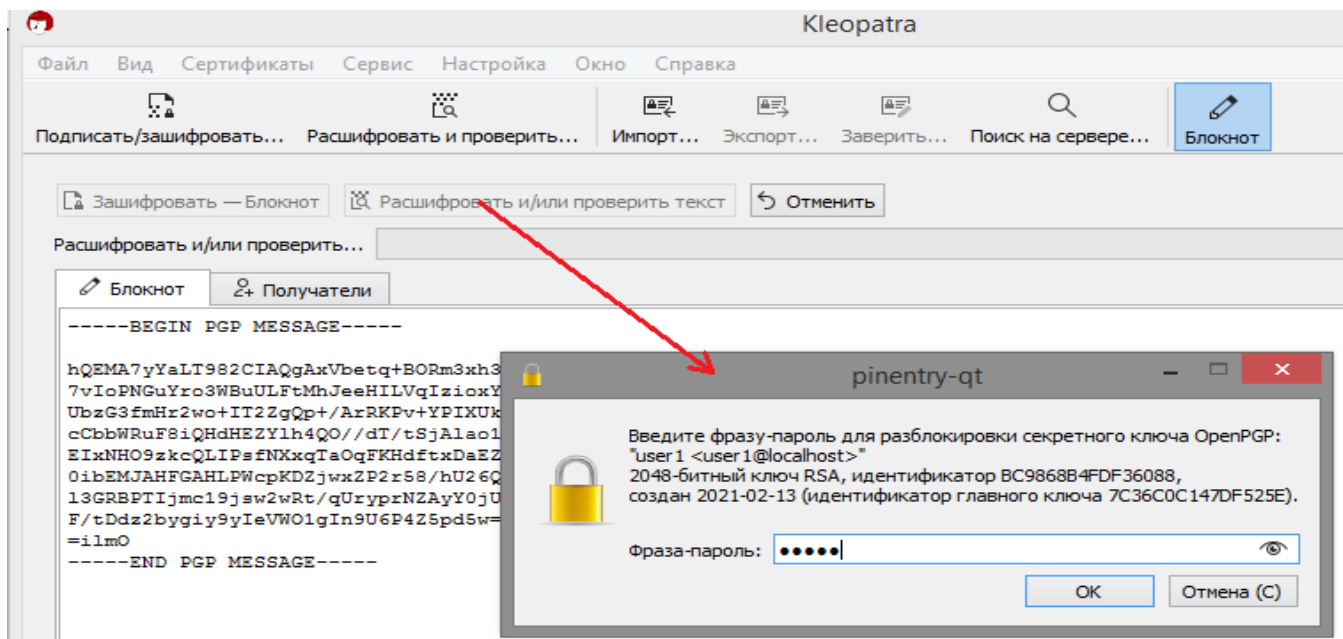 Kleopatra
Файл Вид Сертификаты Сервис Настройка Окно Справка
Подписать/зашифровать... Расшифровать и проверить... Импорт... Экспорт... Заверить... Поиск на сервере... Блокнот
Зашифровать — Блокнот Расшифровать и/или проверить текст Отменить
Расшифровать и/или проверить...
Блокнот Получатели
-----BEGIN PGP MESSAGE-----
hQEMA7yYaLT982CIAQgAxVbetq+BORm3xh3
7vIoPNGuYro3WBuULFtMhJeeHILVqIzioxY
UbzG3fmHr2wo+IT2ZgQp+/ArRKPv+YPIXUk
cCbbWRuF8iQHdHEZYlh4QO//dT/tSjAlao1
EIxNHO9zkcQLIPsfNXxqTaOqFKHdftxDaEZ
0ibEMJAHFGAHLPWcpKDZjwxZP2r58/hU26Q
l3GRBPTIjmc19jsw2wRt/qUryprNZAyY0jU
F/tDdz2bygiy9yIeVWO1gIn9U6P4Z5pd5w=
=ilmO
-----END PGP MESSAGE-----
pinentry-qt
Введите фразу-пароль для разблокировки секретного ключа OpenPGP:
"user1 <user1@localhost>"
2048-битный ключ RSA, идентификатор BC9868B4FDF36088,
создан 2021-02-13 (идентификатор главного ключа 7C36C0C147DF525E).
Фраза-пароль: ●●●●●
OK Отмена (C)